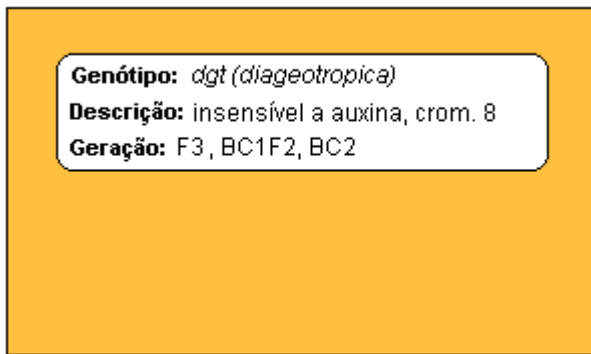 Genótipo: dgt (diageotropica)
Descrição: insensível a auxina, crom. 8
Geração: F3, BC1F2, BC2